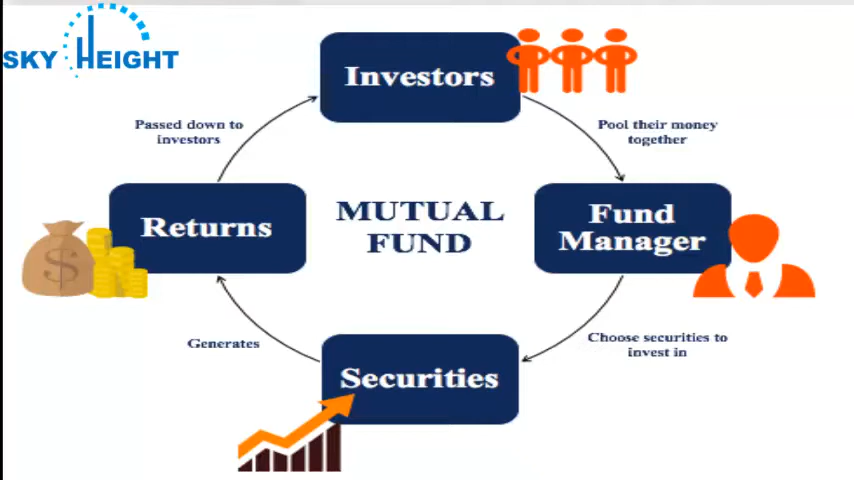 SKY HEIGHT
Investors
Passed down to
investors
Pool their money
together
Returns
MUTUAL
FUND
Fund
Manager
$
Generates
Choose securities to
invest in
Securities